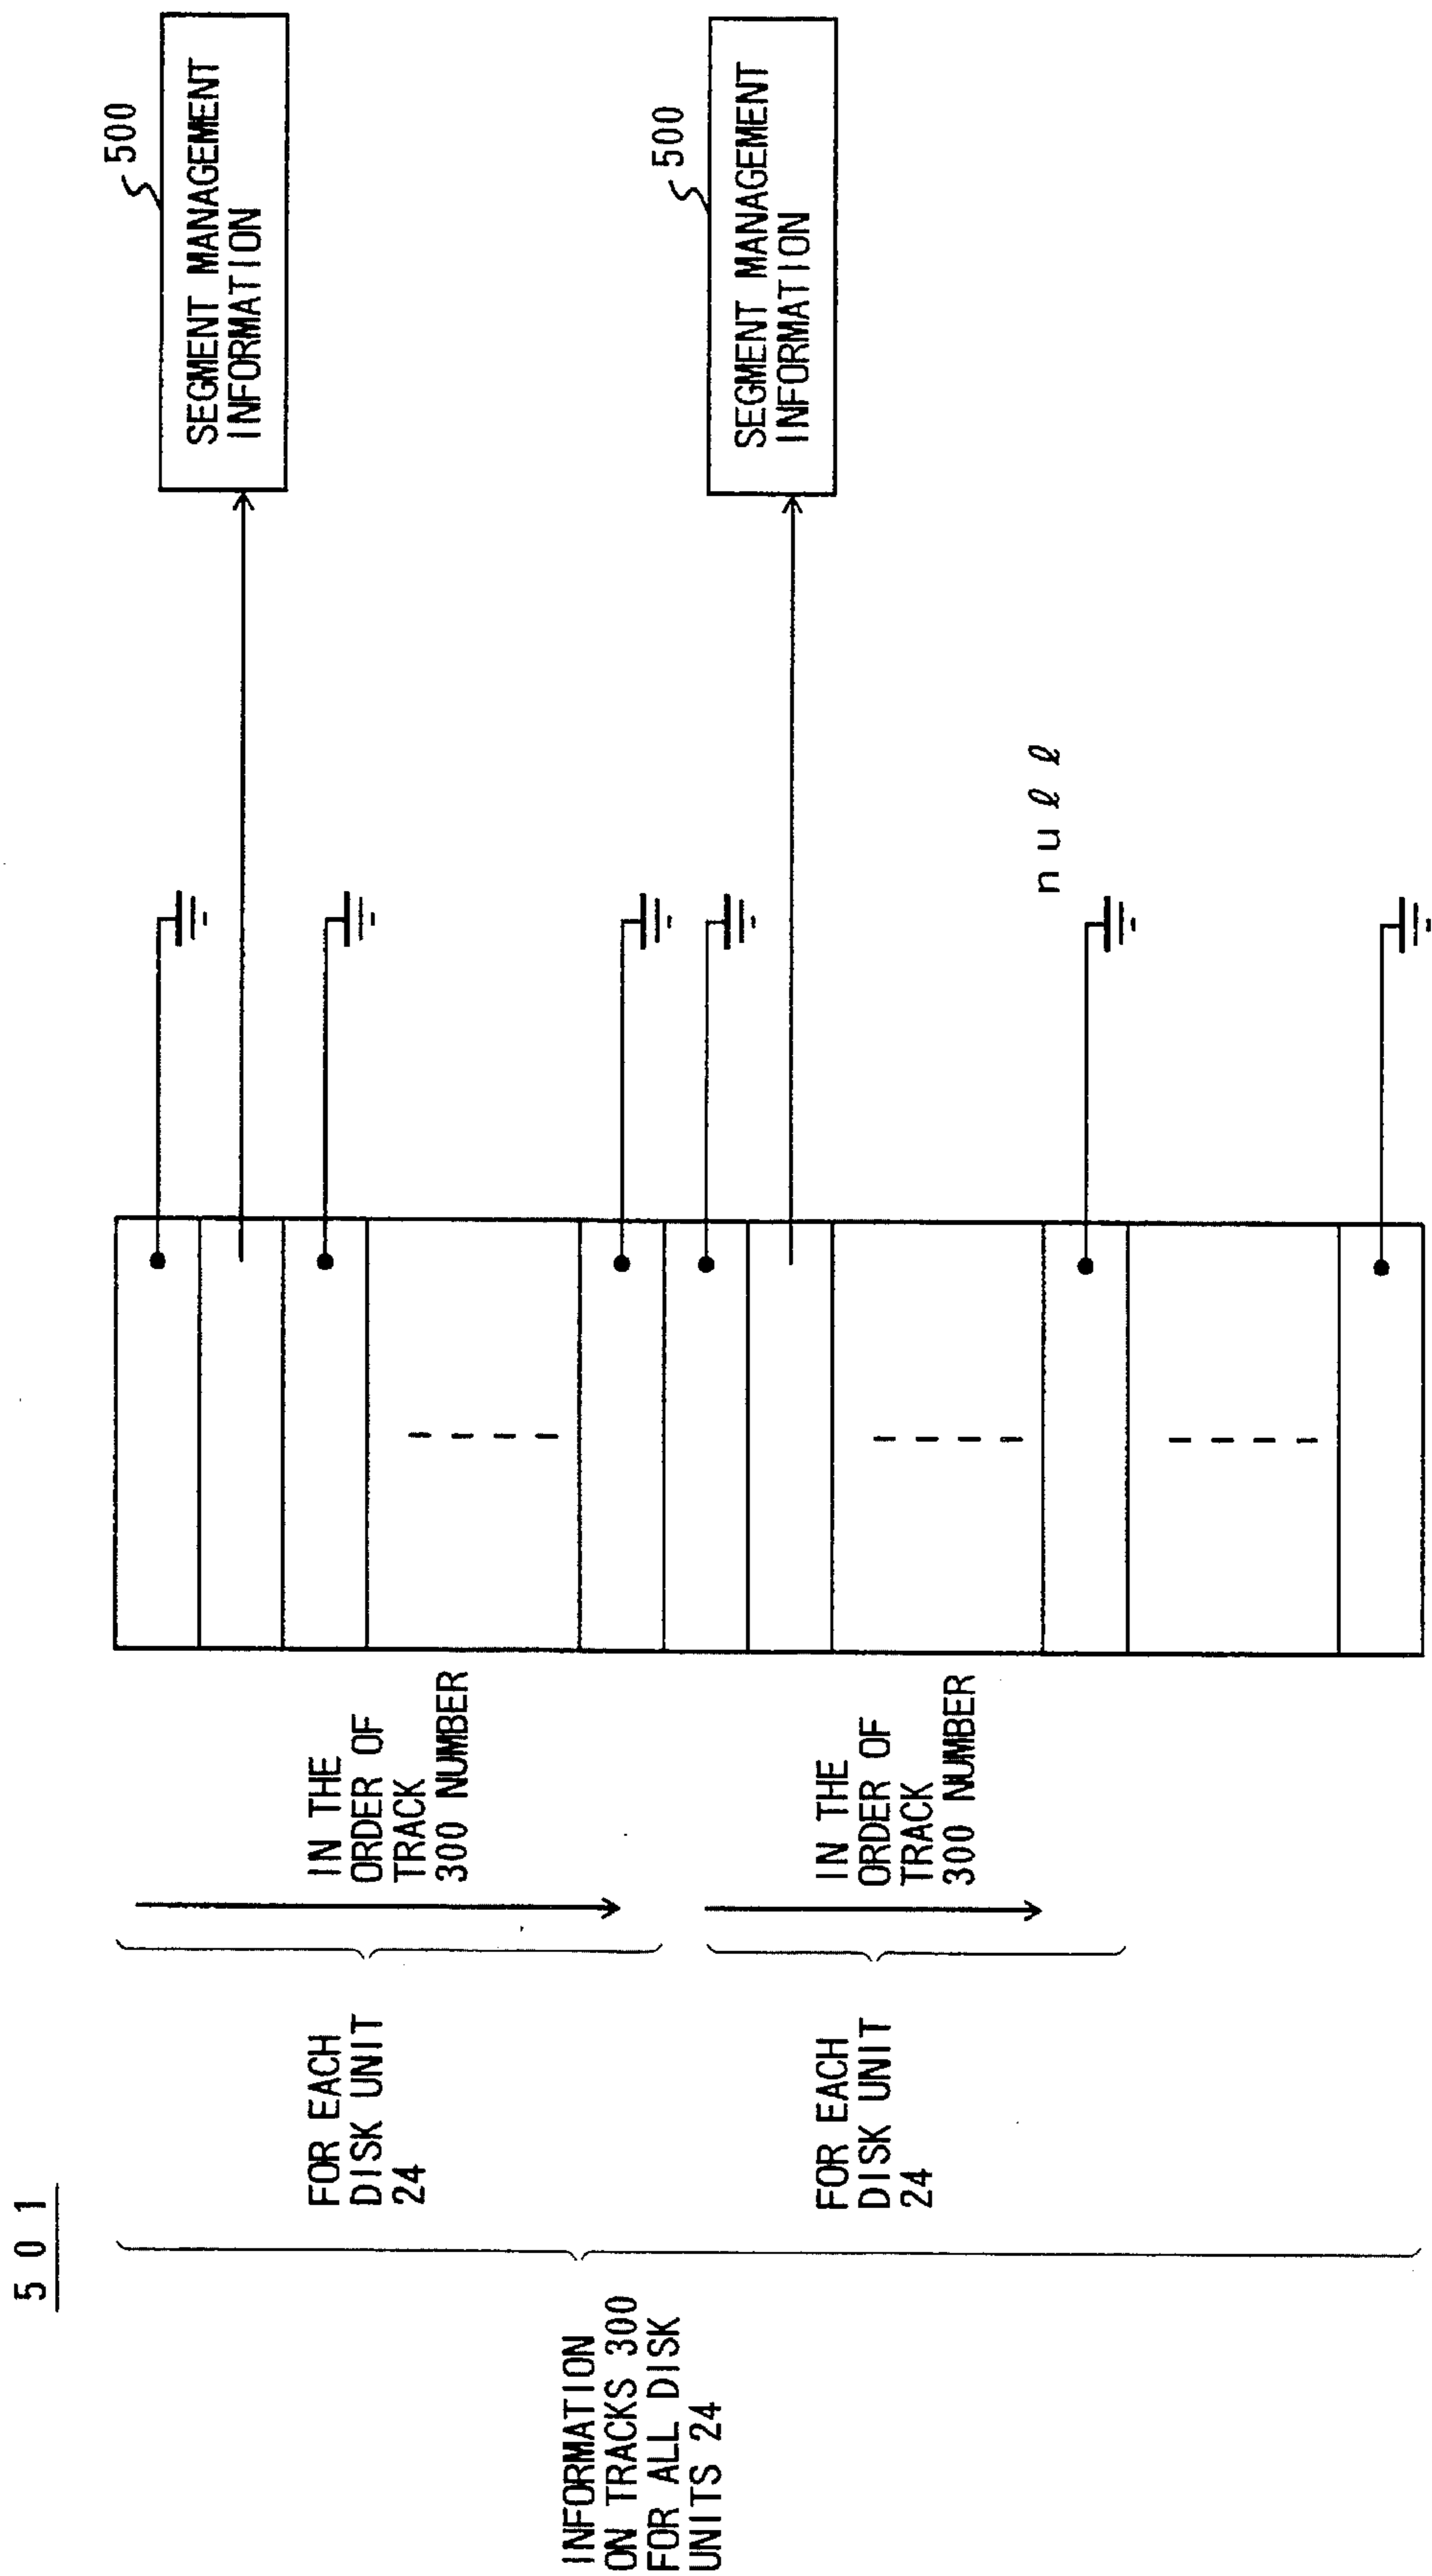 501
INFORMATION
ON TRACKS 300
FOR ALL DISK
UNITS 24
FOR EACH
DISK UNIT
24
IN THE
ORDER OF
TRACK
300 NUMBER
FOR EACH
DISK UNIT
24
IN THE
ORDER OF
TRACK
300 NUMBER
500
SEGMENT MANAGEMENT
INFORMATION
500
SEGMENT MANAGEMENT
INFORMATION
null